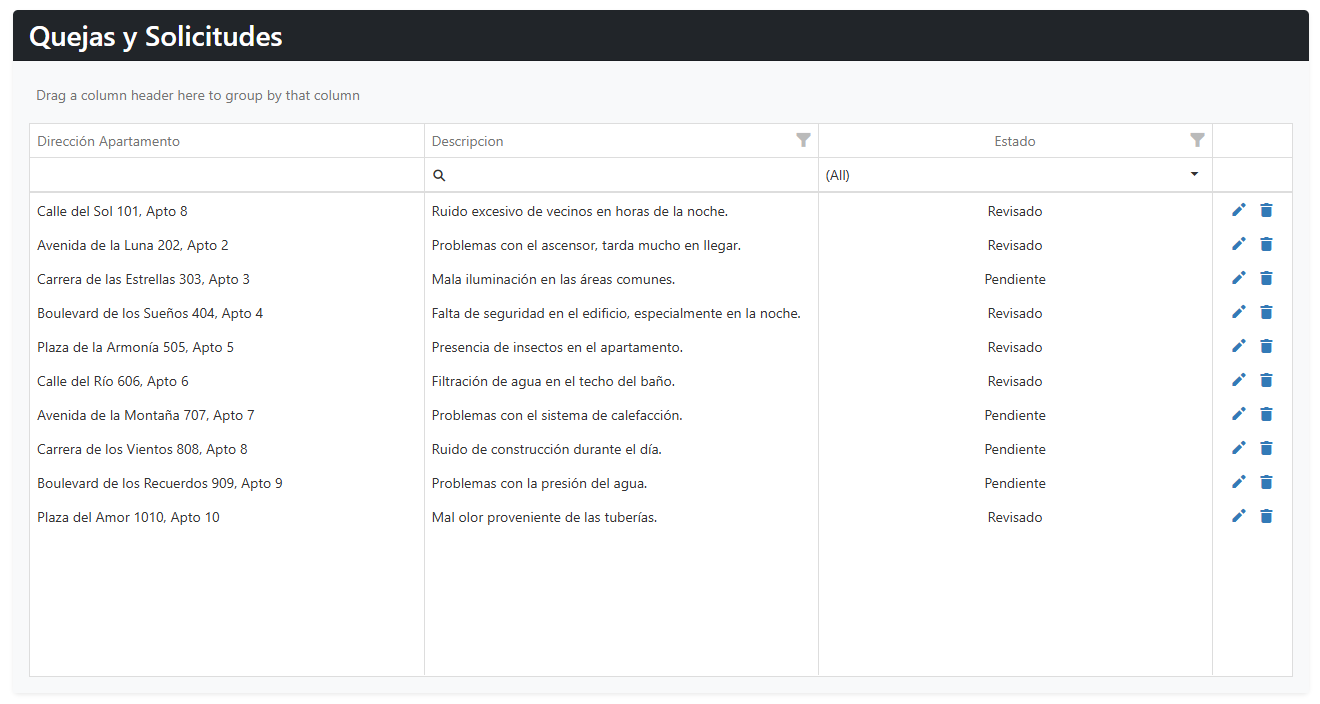 Quejas y Solicitudes
Drag a column header here to group by that column
Dirección Apartamento Descripcion Estado
(All)
Calle del Sol 101, Apto 8 Ruido excesivo de vecinos en horas de la noche. Revisado
Avenida de la Luna 202, Apto 2 Problemas con el ascensor, tarda mucho en llegar. Revisado
Carrera de las Estrellas 303, Apto 3 Mala iluminación en las áreas comunes. Pendiente
Boulevard de los Sueños 404, Apto 4 Falta de seguridad en el edificio, especialmente en la noche. Revisado
Plaza de la Armonía 505, Apto 5 Presencia de insectos en el apartamento. Revisado
Calle del Río 606, Apto 6 Filtración de agua en el techo del baño. Revisado
Avenida de la Montaña 707, Apto 7 Problemas con el sistema de calefacción. Pendiente
Carrera de los Vientos 808, Apto 8 Ruido de construcción durante el día. Pendiente
Boulevard de los Recuerdos 909, Apto 9 Problemas con la presión del agua. Pendiente
Plaza del Amor 1010, Apto 10 Mal olor proveniente de las tuberías. Revisado